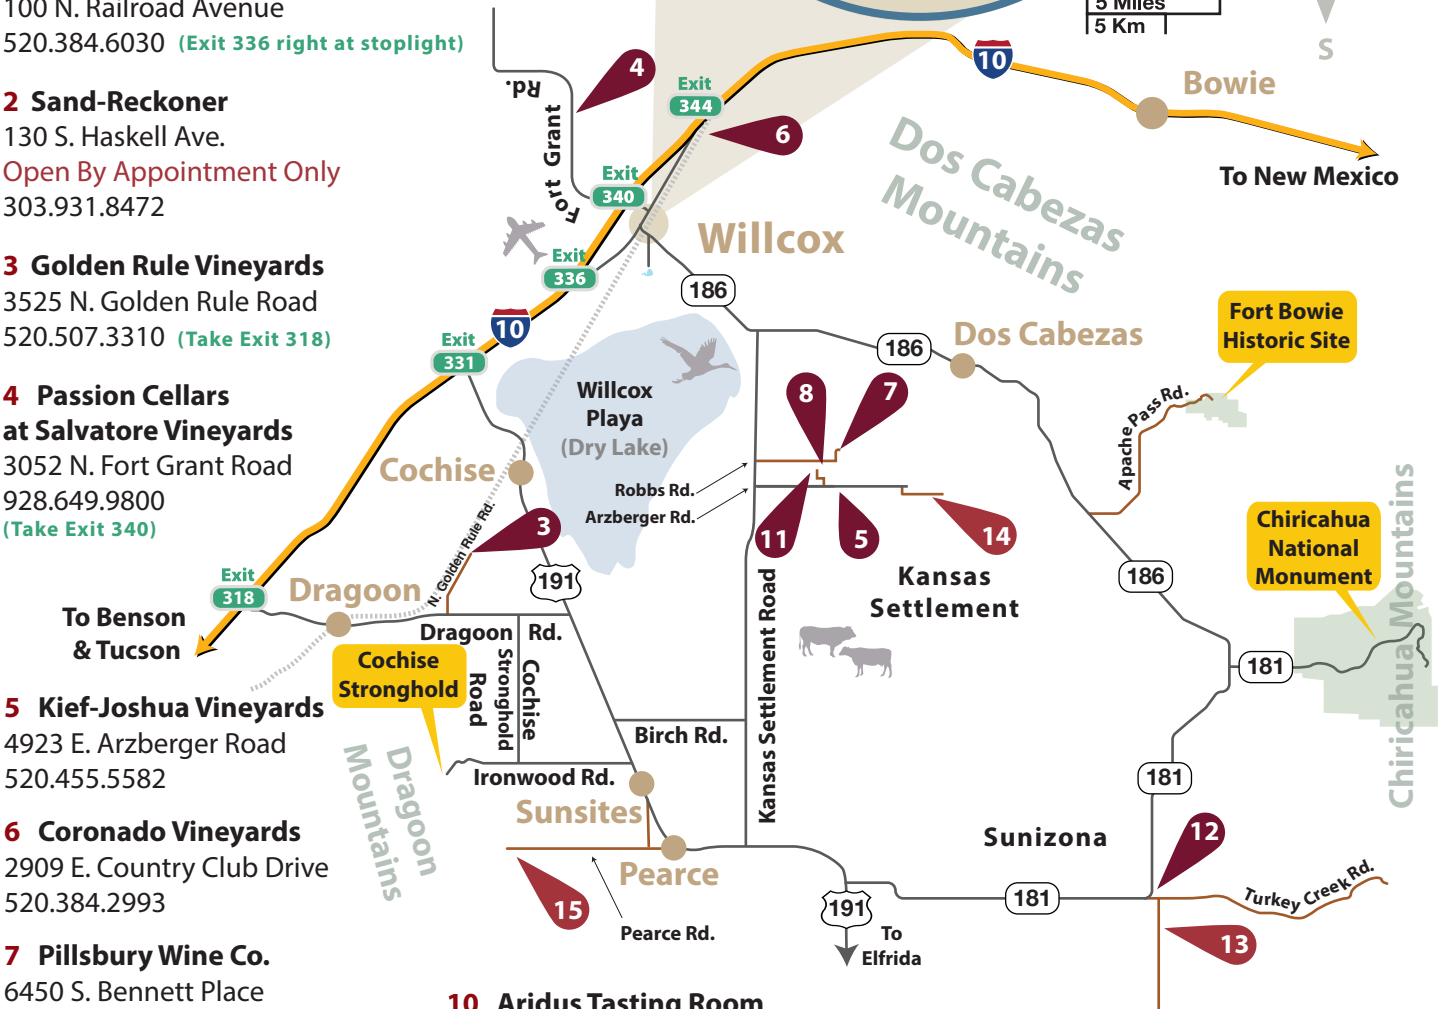 100 N. Railroad Avenue
520.384.6030 (Exit 336 right at stoplight)
2 Sand-Reckoner
130 S. Haskell Ave.
Open By Appointment Only
303.931.8472
3 Golden Rule Vineyards
3525 N. Golden Rule Road
520.507.3310 (Take Exit 318)
4 Passion Cellars
at Salvatore Vineyards
3052 N. Fort Grant Road
928.649.9800
(Take Exit 340)
5 Kief-Joshua Vineyards
4923 E. Arzberger Road
520.455.5582
6 Coronado Vineyards
2909 E. Country Club Drive
520.384.2993
7 Pillsbury Wine Co.
6450 S. Bennett Place
10 Aridus Tasting Room
5 Miles
5 Km
S
10
Bowie
To New Mexico
4
Fort Grant Rd.
Exit
344
6
Exit
340
Exit
336
Willcox
Dos Cabezas
Mountains
186
10
Exit
331
186
Dos Cabezas
Fort Bowie
Historic Site
Apache Pass Rd.
Willcox
Playa
(Dry Lake)
8
7
Cochise
Robbs Rd.
Arzberger Rd.
11
5
14
3
N. Golden Rule Rd.
191
Kansas
Settlement
Chiricahua
National
Monument
Chiricahua Mountains
186
Exit
318
Dragoon
To Benson
& Tucson
Dragoon Rd.
Cochise
Stronghold
Cochise
Stronghold
Road
Kansas Settlement Road
181
Birch Rd.
Ironwood Rd.
Dragoon
Mountains
Sunsites
181
Pearce
Sunizona
12
15
Pearce Rd.
191
To
Elfrida
181
Turkey Creek Rd.
13